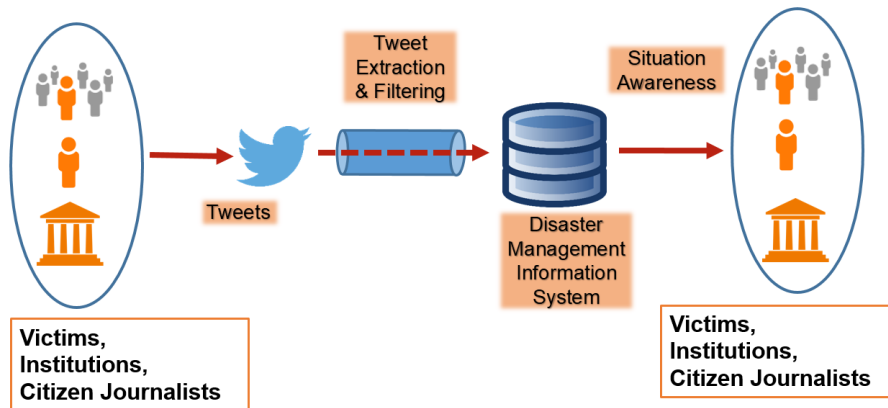 Tweet
Extraction
& Filtering
Situation
Awareness
Tweets
Disaster
Management
Information
System
Victims,
Institutions,
Citizen Journalists
Victims,
Institutions,
Citizen Journalists